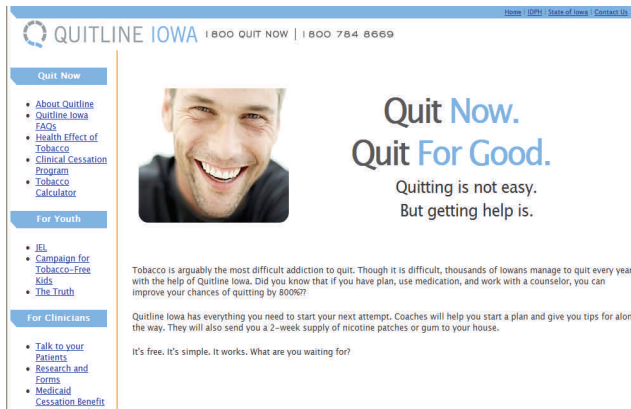 Home | IDPH | State of Iowa | Contact Us
QUITLINE IOWA 1 800 QUIT NOW | 1 800 784 8669
Quit Now
About Quitline
Quitline Iowa
FAQs
Health Effect of
Tobacco
Clinical Cessation
Program
Tobacco
Calculator
For Youth
JEL
Campaign for
Tobacco-Free
Kids
The Truth
For Clinicians
Talk to your
Patients
Research and
Forms
Medicaid
Cessation Benefit
Quit Now.
Quit For Good.
Quitting is not easy.
But getting help is.
Tobacco is arguably the most difficult addiction to quit. Though it is difficult, thousands of Iowans manage to quit every year
with the help of Quitline Iowa. Did you know that if you have plan, use medication, and work with a counselor, you can
improve your chances of quitting by 800%??
Quitline Iowa has everything you need to start your next attempt. Coaches will help you start a plan and give you tips for alon
the way. They will also send you a 2-week supply of nicotine patches or gum to your house.
It's free. It's simple. It works. What are you waiting for?